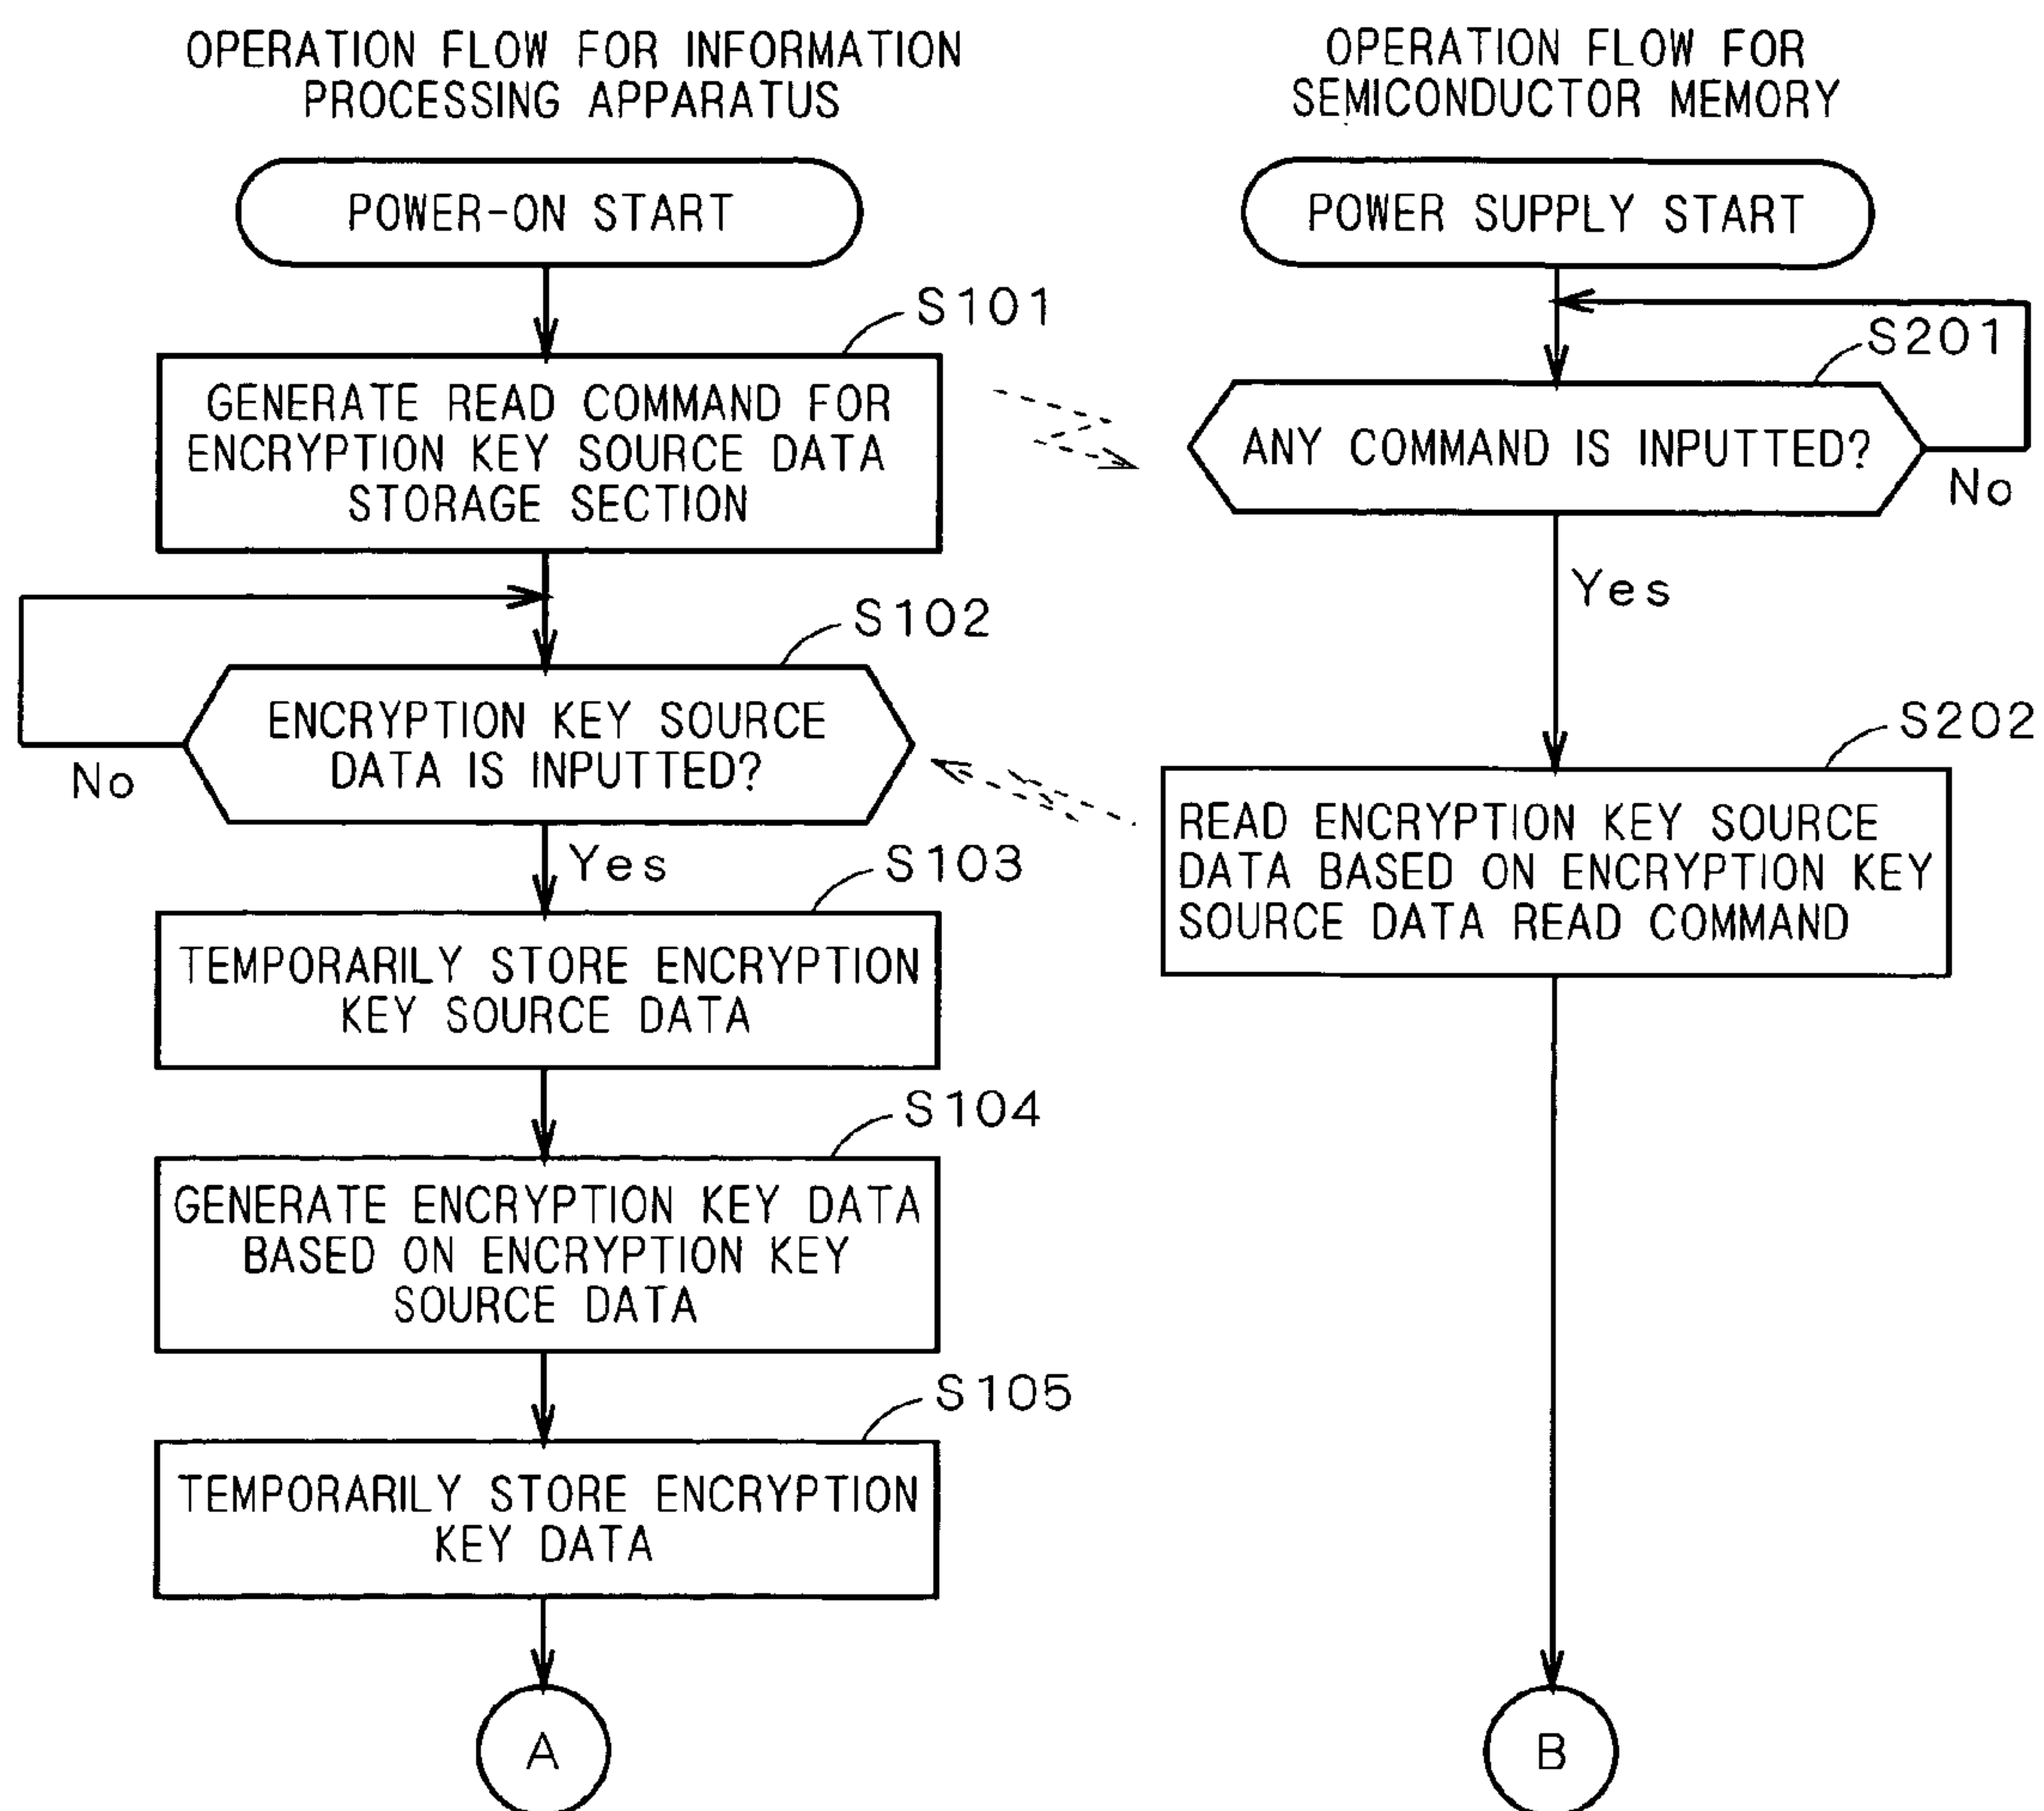 OPERATION FLOW FOR INFORMATION
PROCESSING APPARATUS
POWER-ON START
S101
GENERATE READ COMMAND FOR
ENCRYPTION KEY SOURCE DATA
STORAGE SECTION
S102
ENCRYPTION KEY SOURCE
DATA IS INPUTTED?
No
Yes
S103
TEMPORARILY STORE ENCRYPTION
KEY SOURCE DATA
S104
GENERATE ENCRYPTION KEY DATA
BASED ON ENCRYPTION KEY
SOURCE DATA
S105
TEMPORARILY STORE ENCRYPTION
KEY DATA
A
OPERATION FLOW FOR
SEMICONDUCTOR MEMORY
POWER SUPPLY START
S201
ANY COMMAND IS INPUTTED?
No
Yes
S202
READ ENCRYPTION KEY SOURCE
DATA BASED ON ENCRYPTION KEY
SOURCE DATA READ COMMAND
B